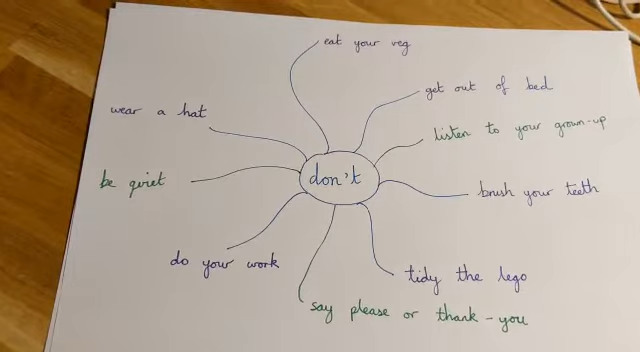 eat your veg
get out of bed
wear a hat
listen to your grown-up
be quiet
don't
brush your teeth
do your work
tidy the lego
say please or thank-you